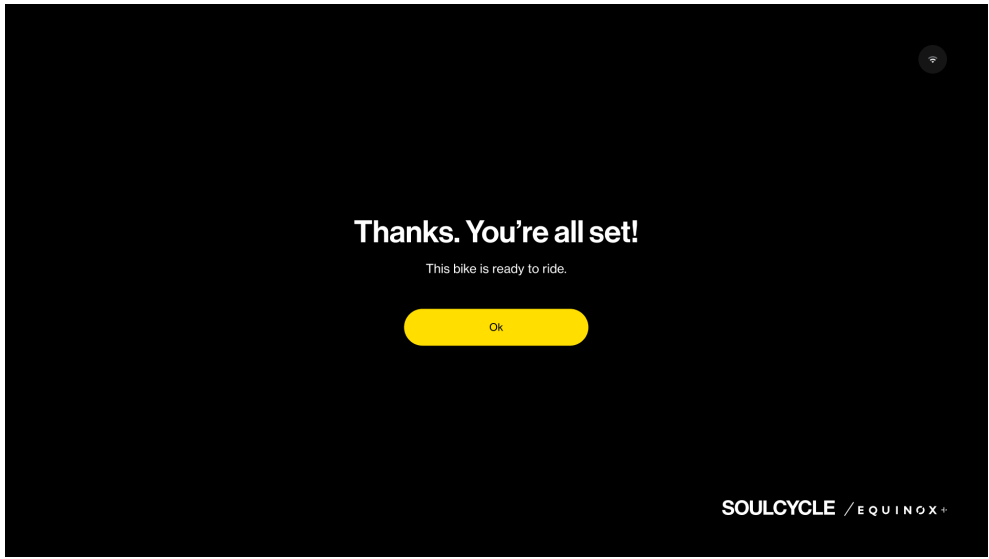 Thanks. You’re all set!
This bike is ready to ride.
Ok
SOULCYCLE / EQUINOX+